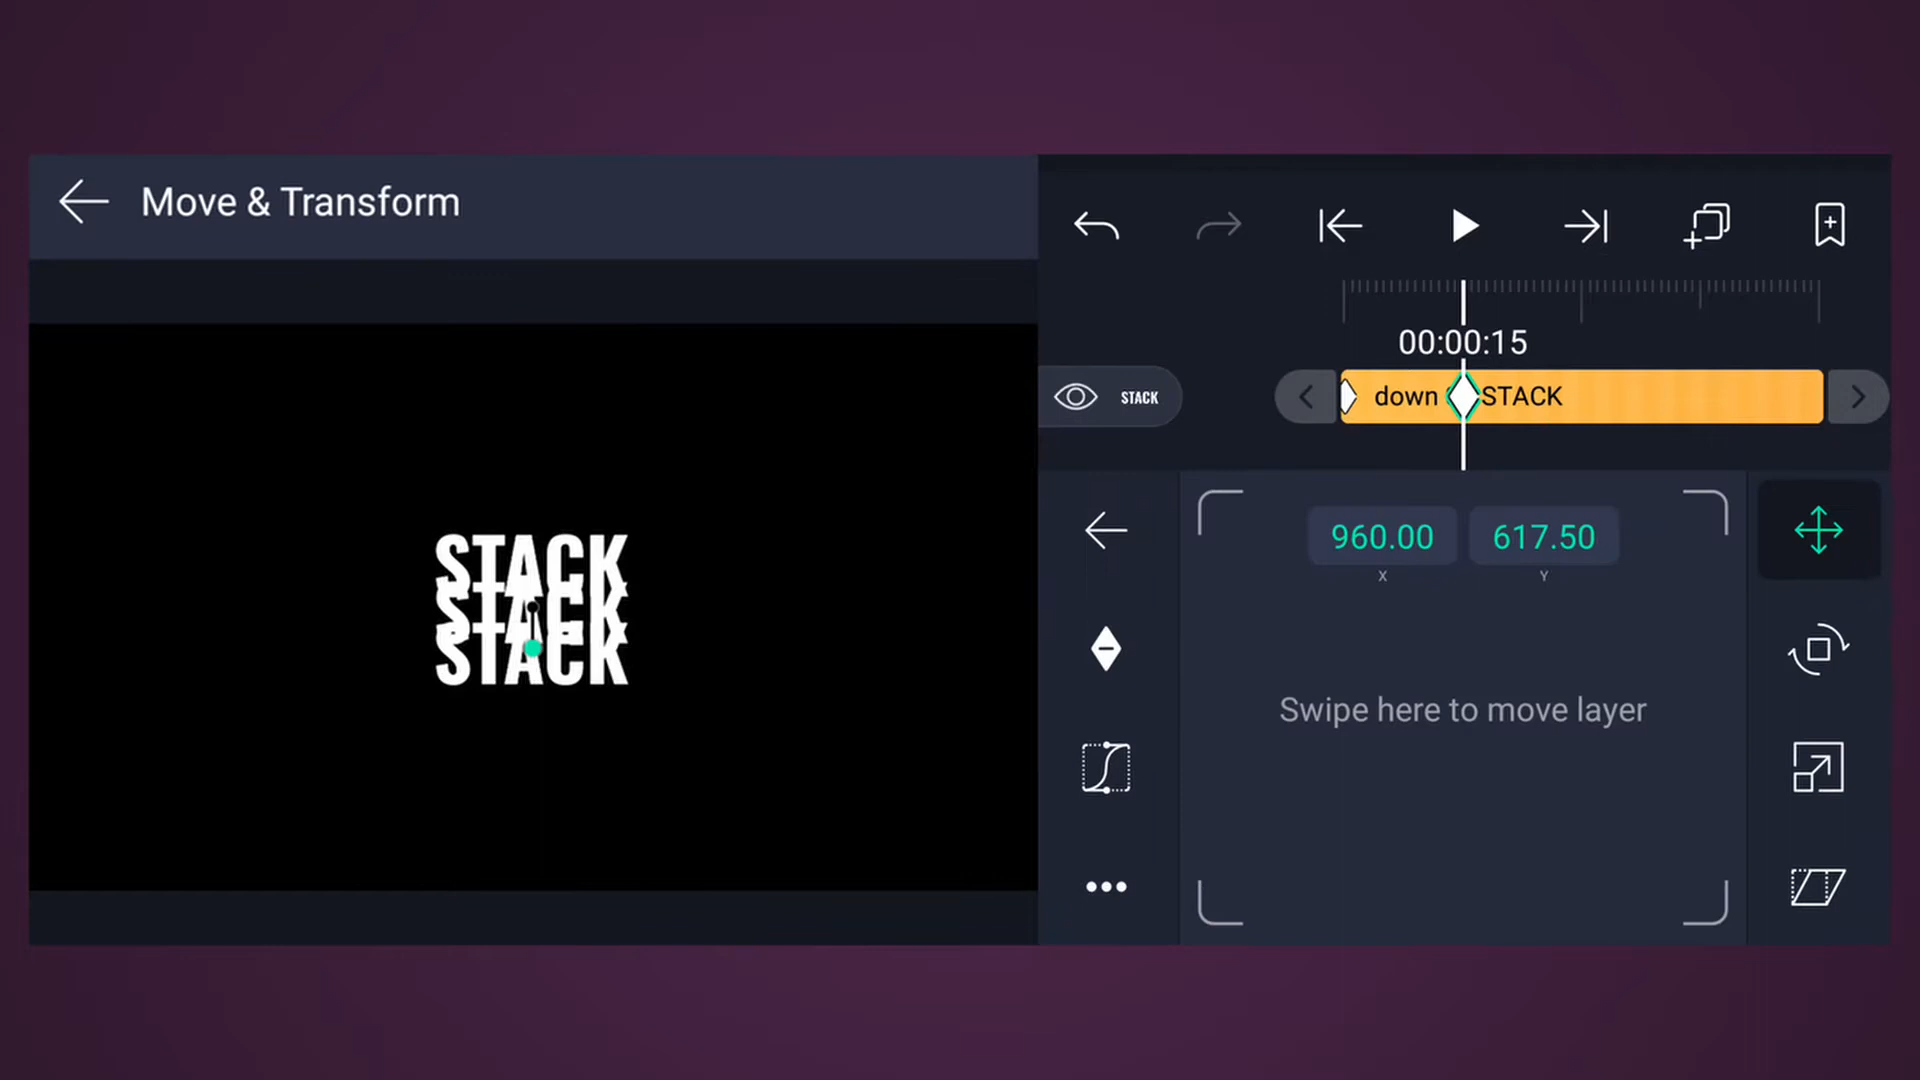 Move & Transform
00:00:15
STACK
down
STACK
STACK
STACK
STACK
960.00
617.50
X
Y
Swipe here to move layer